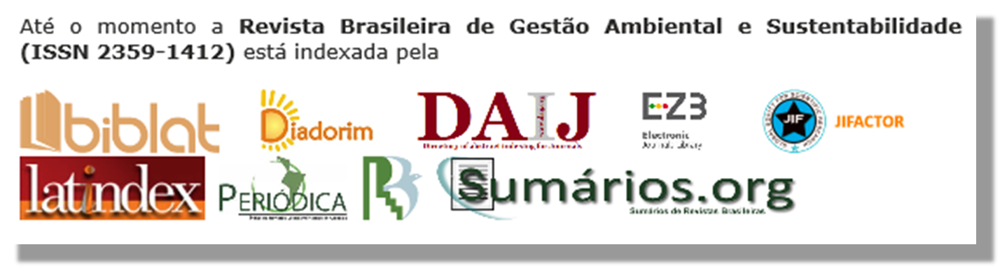 Até o momento a Revista Brasileira de Gestão Ambiental e Sustentabilidade
(ISSN 2359-1412) está indexada pela
biblat
Diadorim
DAIJ
Directory of abstract indexing for Journals
EZB
Electronic
Journals Library
JIF
JIFACTOR
latindex
PERIÓDICA
Sumários.org
Sumários de Revistas Brasileiras